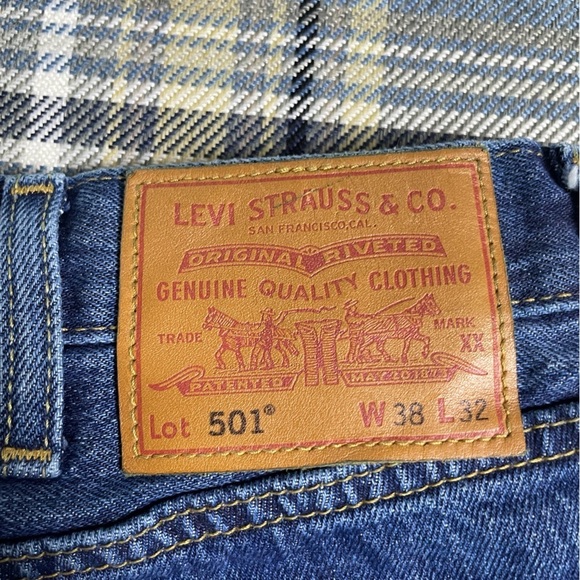 LEVI STRAUSS & CO.
SAN FRANCISCO, CAL.
ORIGINAL RIVETED
GENUINE QUALITY CLOTHING
TRADE MARK
XX
PATENTED MAY 20 1873
Lot 501® W 38 L 32